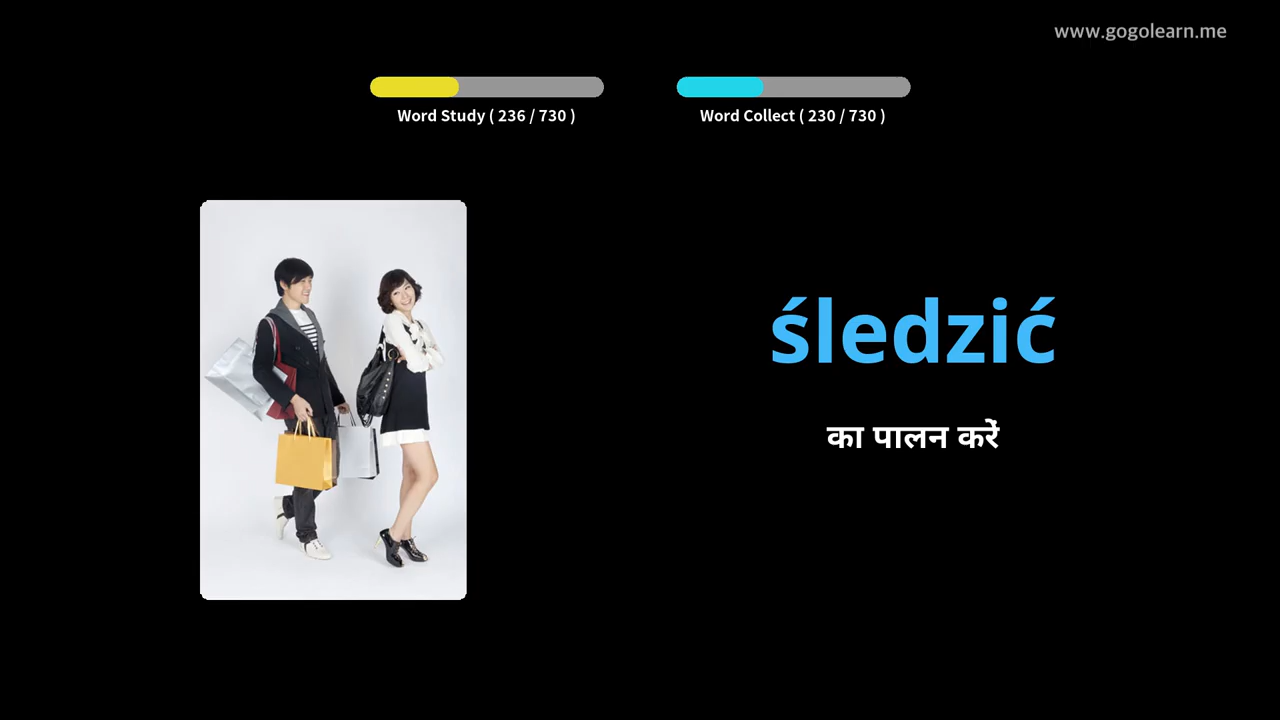 www.gogolearn.me
Word Study ( 236 / 730 )
Word Collect ( 230 / 730 )
śledzić
का पालन करें